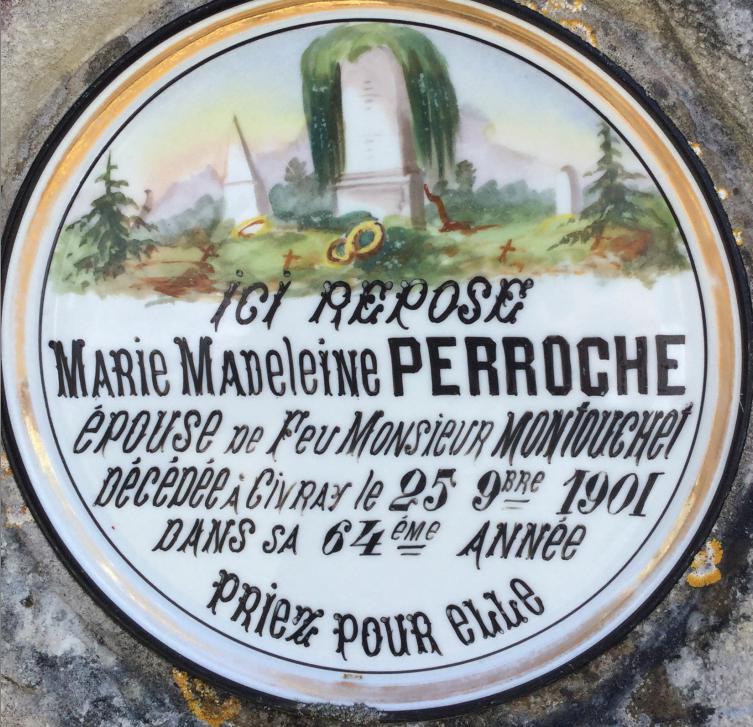 ICI REPOSE
Marie Madeleine PERROCHE
épouse de Feu Monsieur MONTOUCHET
Décédée à Civray le 25 9BRE 1901
DANS SA 64ÉME ANNÉE
PRIEZ POUR ELLE